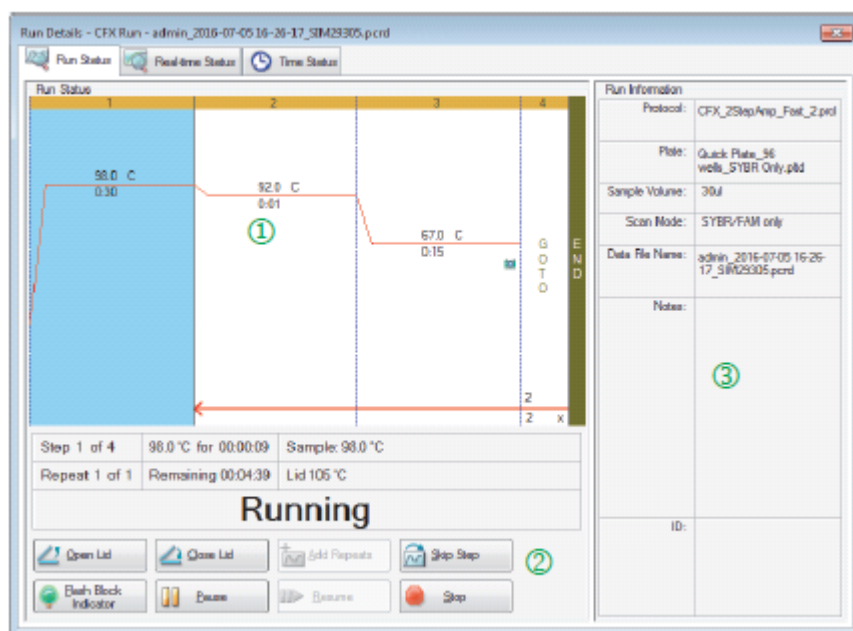 Run Details - CFX Run - admin_2016-07-05 16-26-17_SIM29305.pcrd
Run Status
Real-time Status
Time Status
Run Status
1 2 3 4
98.0 C
0:30
92.0 C
0:01
①
67.0 C
0:15
GOTO
END
2
2 x
Step 1 of 4
98.0 °C for 00:00:09
Sample: 98.0 °C
Repeat 1 of 1
Remaining 00:04:39
Lid 105 °C
Running
Open Lid
Close Lid
Add Repeats
Skip Step
②
Flash Block
Indicator
Pause
Resume
Stop
Run Information
Protocol: CFX_2StepAmp_Fast_2.prcl
Plate: Quick Plate_96
wells_SYBR Only.pltd
Sample Volume: 30ul
Scan Mode: SYBR/FAM only
Data File Name: admin_2016-07-05 16-26-
17_SIM29305.pcrd
Notes:
③
ID: